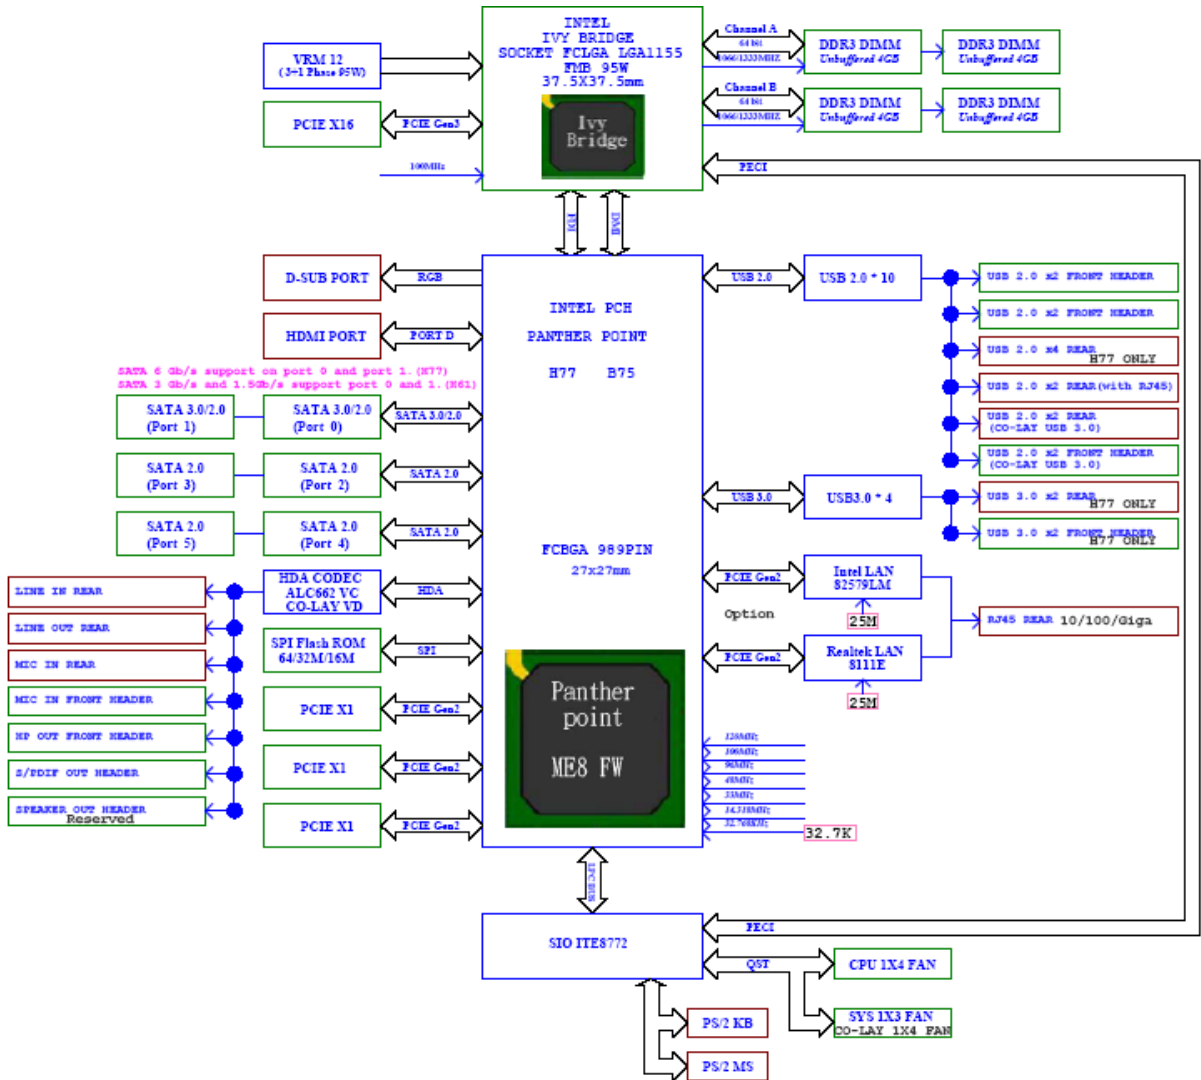 INTEL
IVY BRIDGE
SOCKET FCLGA LGA1155
FMB 95W
37.5X37.5mm
Ivy
Bridge
VRM 12
(3+1 Phase 95W)
PCIE X16
PCIE Gen3
100MHz
Channel A
64 bit
1066/1333MHZ
DDR3 DIMM
Unbuffered 4GB
DDR3 DIMM
Unbuffered 4GB
Channel B
64 bit
1066/1333MHZ
DDR3 DIMM
Unbuffered 4GB
DDR3 DIMM
Unbuffered 4GB
PECI
FDI
DMI
D-SUB PORT
RGB
HDMI PORT
PORT D
INTEL PCH
PANTHER POINT
H77 B75
SATA 6 Gb/s support on port 0 and port 1.(H77)
SATA 3 Gb/s and 1.5Gb/s support port 0 and 1.(H61)
SATA 3.0/2.0
(Port 1)
SATA 3.0/2.0
(Port 0)
SATA 3.0/2.0
SATA 2.0
(Port 3)
SATA 2.0
(Port 2)
SATA 2.0
SATA 2.0
(Port 5)
SATA 2.0
(Port 4)
SATA 2.0
FCBGA 989PIN
27x27mm
USB 2.0
USB 2.0 * 10
USB 2.0 x2 FRONT HEADER
USB 2.0 x2 FRONT HEADER
USB 2.0 x4 REAR
H77 ONLY
USB 2.0 x2 REAR(with RJ45)
USB 2.0 x2 REAR
(CO-LAY USB 3.0)
USB 2.0 x2 FRONT HEADER
(CO-LAY USB 3.0)
USB 3.0
USB3.0 * 4
USB 3.0 x2 REAR
H77 ONLY
USB 3.0 x2 FRONT HEADER
H77 ONLY
LINE IN REAR
LINE OUT REAR
MIC IN REAR
MIC IN FRONT HEADER
HP OUT FRONT HEADER
S/PDIF OUT HEADER
SPEAKER OUT HEADER
Reserved
HDA CODEC
ALC662 VC
CO-LAY VD
HDA
SPI Flash ROM
64/32M/16M
SPI
PCIE X1
PCIE Gen2
PCIE X1
PCIE Gen2
PCIE X1
PCIE Gen2
Panther
point
ME8 FW
PCIE Gen2
Intel LAN
82579LM
25M
Option
PCIE Gen2
Realtek LAN
8111E
25M
RJ45 REAR 10/100/Giga
120MHz
100MHz
96MHz
48MHz
33MHz
14.318MHz
32.768KHz
32.7K
LPC BUS
SIO ITE8772
PECI
QST
CPU 1X4 FAN
SYS 1X3 FAN
CO-LAY 1X4 FAN
PS/2 KB
PS/2 MS